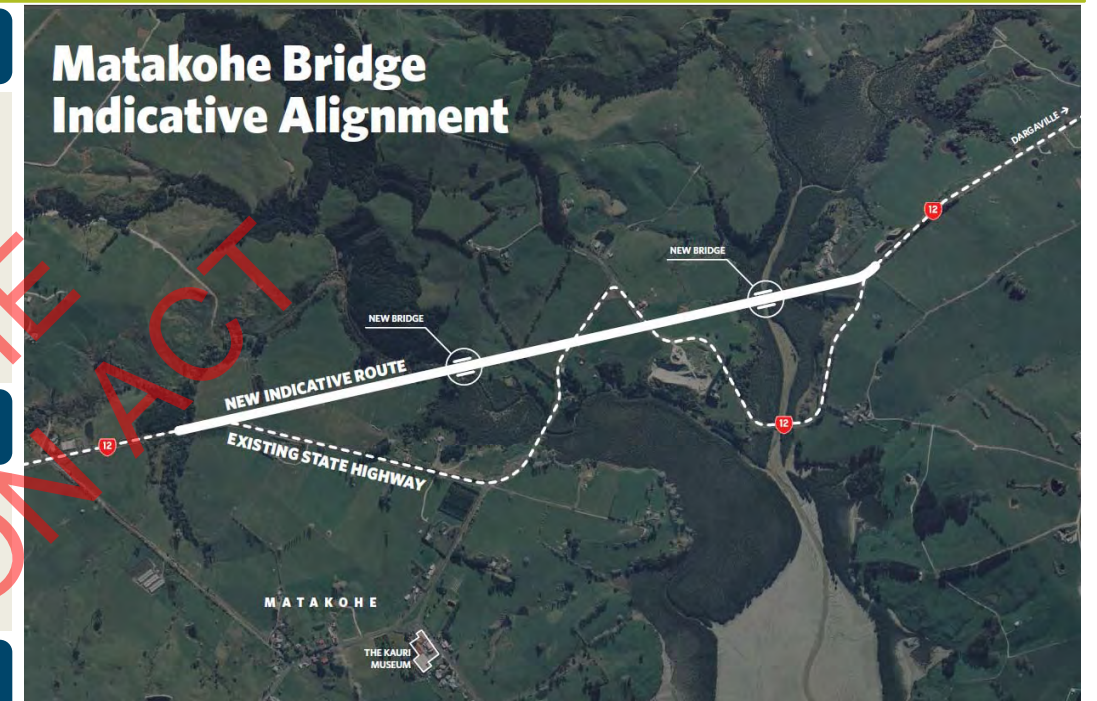 Matakohe Bridge
Indicative Alignment
DARGAVILLE →
12
NEW BRIDGE
NEW BRIDGE
NEW INDICATIVE ROUTE
12
EXISTING STATE HIGHWAY
12
MATAKOHE
THE KAURI
MUSEUM
ACT